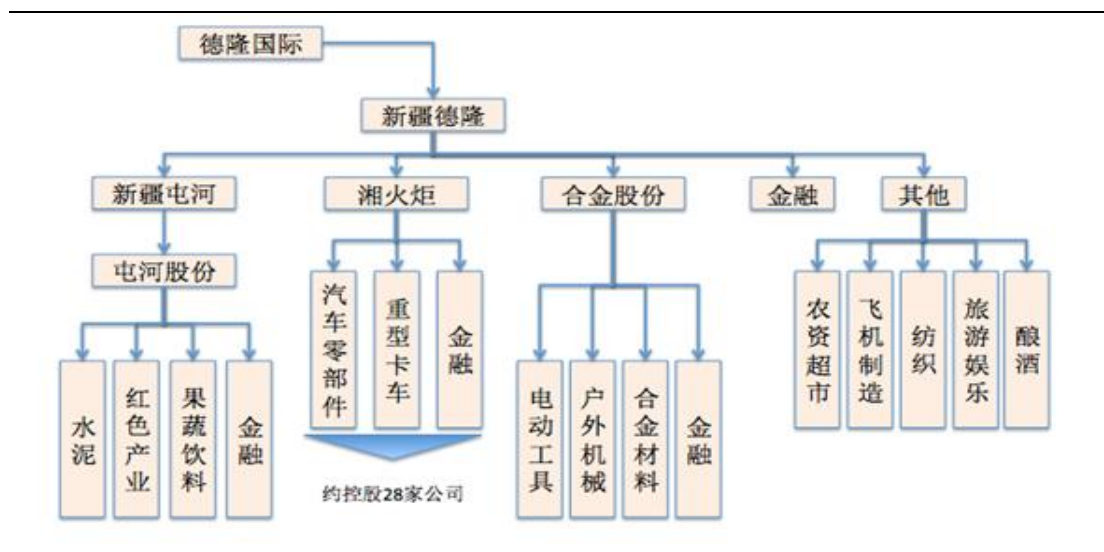 德隆国际
新疆德隆
新疆屯河
湘火炬
合金股份
金融
其他
屯河股份
汽车零部件
重型卡车
金融
农资超市
飞机制造
纺织
旅游娱乐
酿酒
水泥
红色产业
果蔬饮料
金融
电动工具
户外机械
合金材料
金融
约控股28家公司